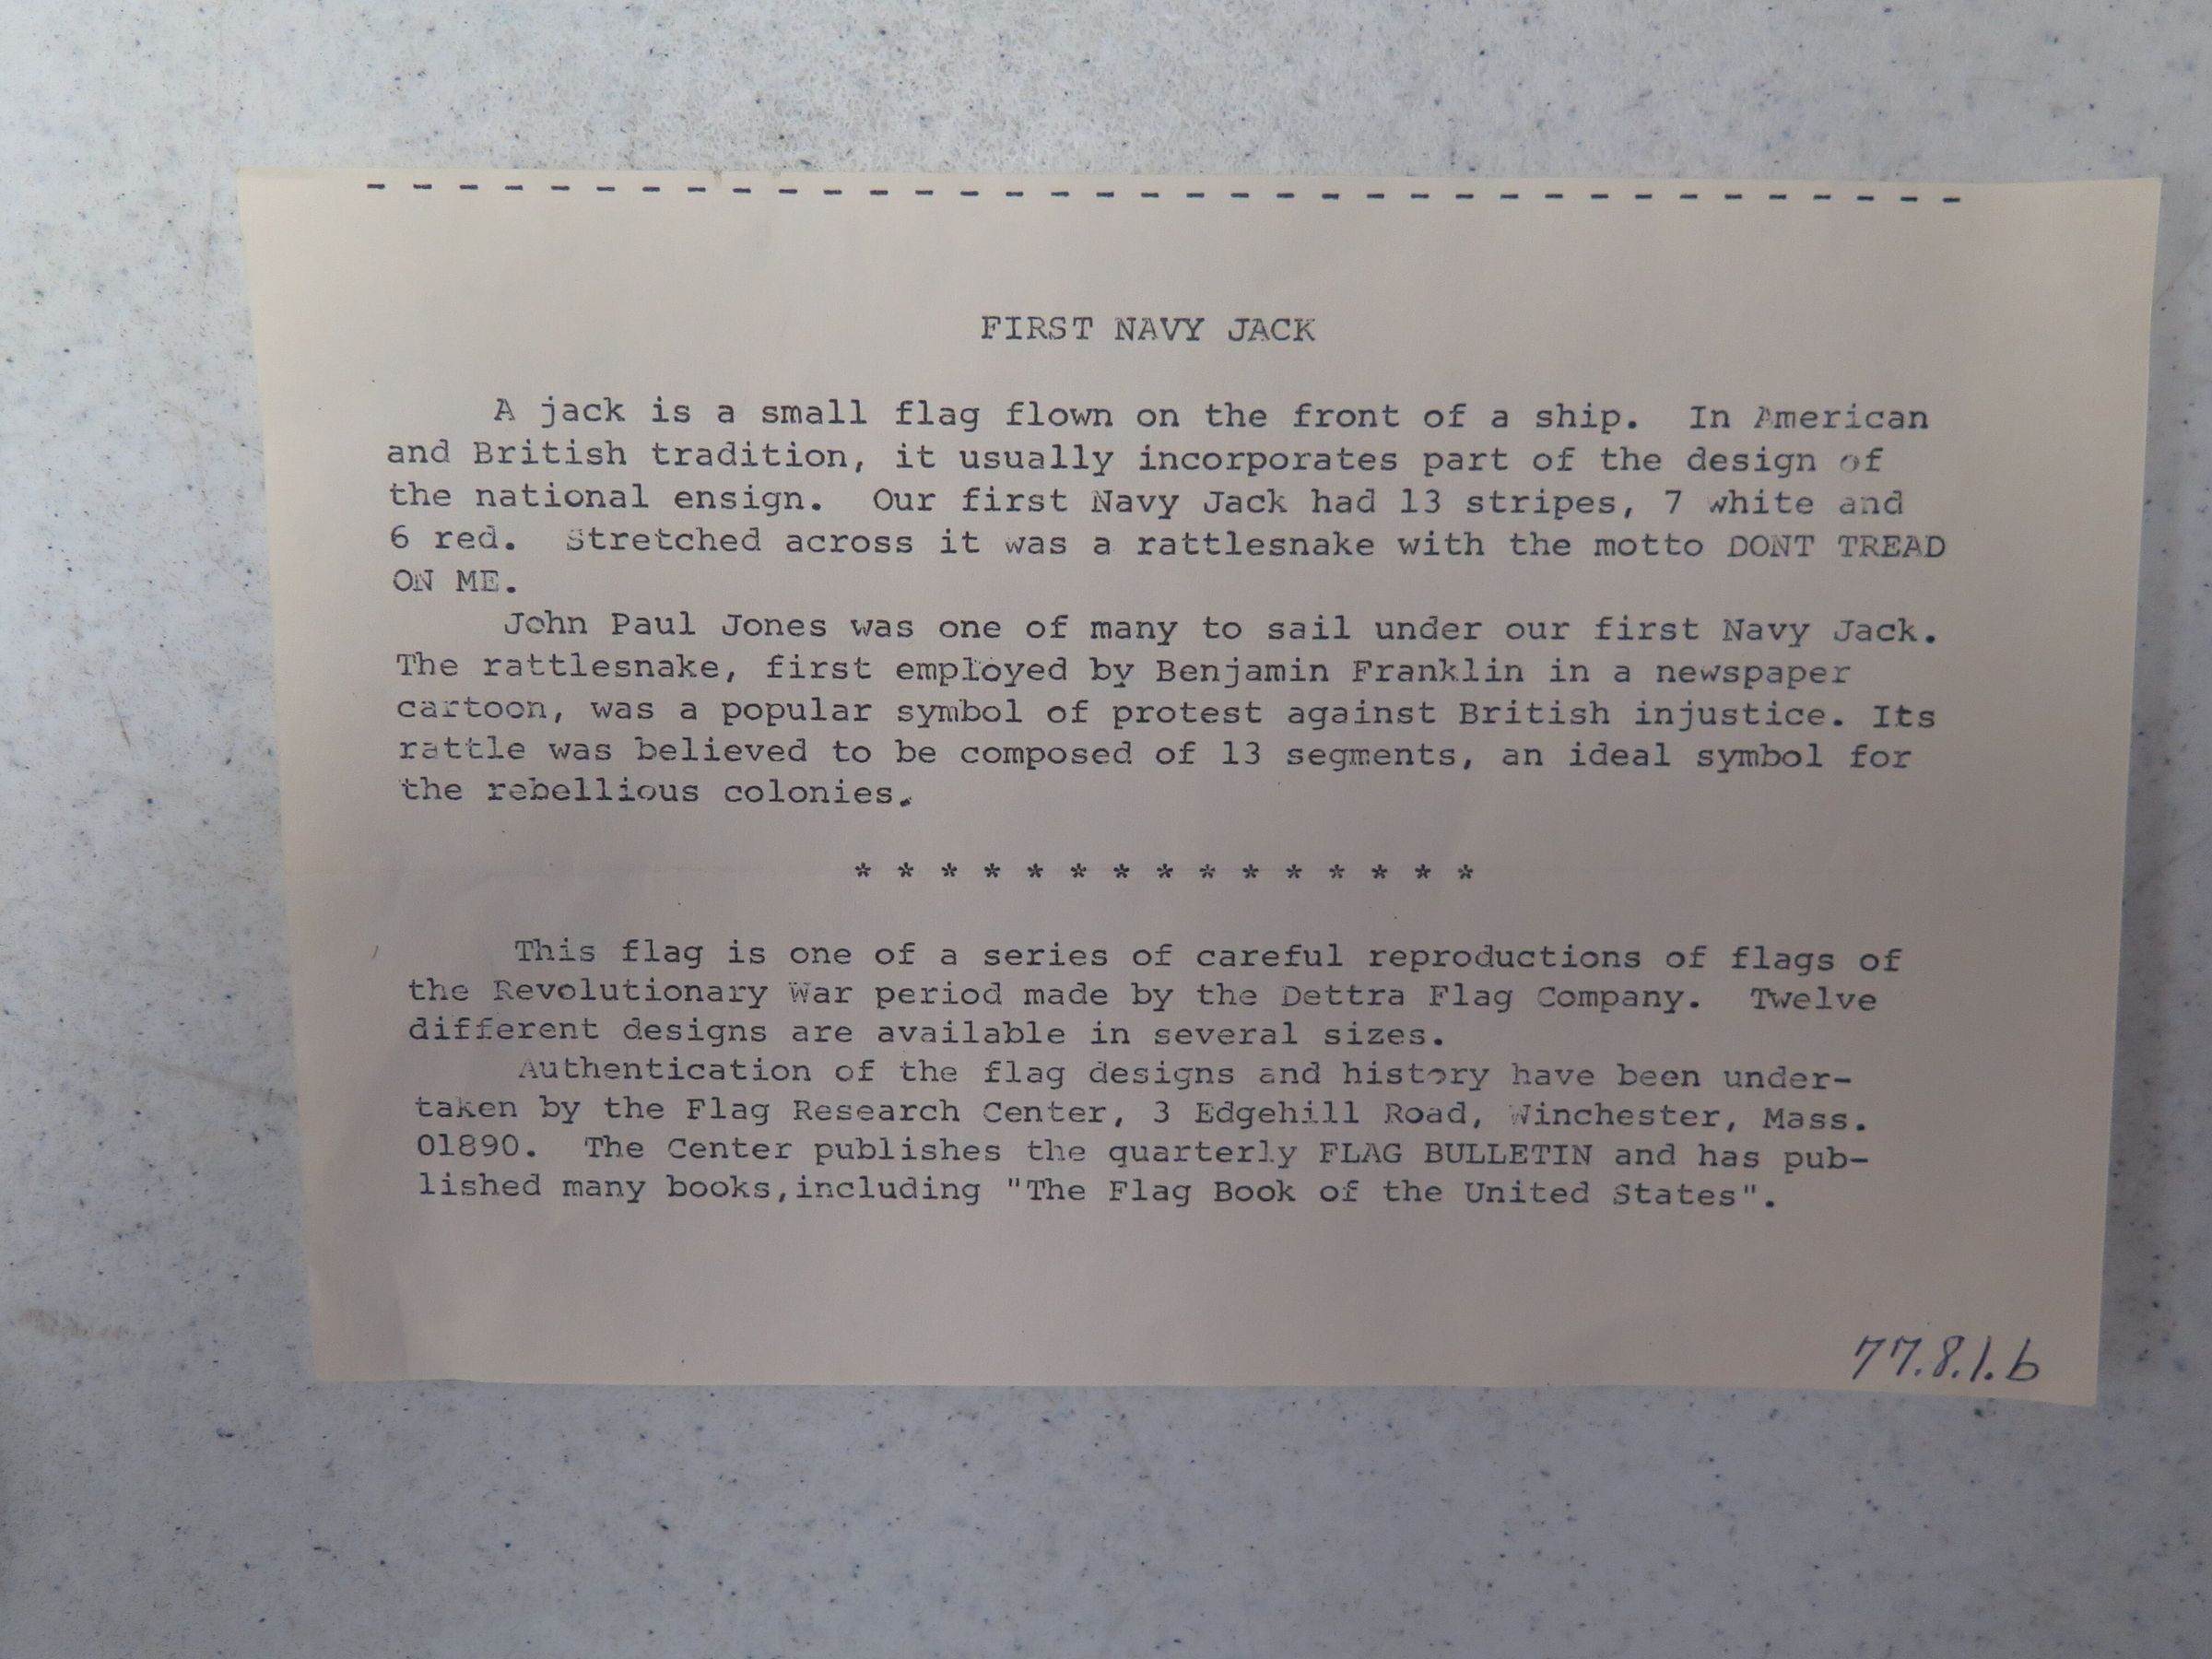 - - - - - - - - - - - - - - - - - - - - - - - - - - - - - - - - - - - -
FIRST NAVY JACK
A jack is a small flag flown on the front of a ship. In American
and British tradition, it usually incorporates part of the design of
the national ensign. Our first Navy Jack had 13 stripes, 7 white and
6 red. Stretched across it was a rattlesnake with the motto DONT TREAD
ON ME.
John Paul Jones was one of many to sail under our first Navy Jack.
The rattlesnake, first employed by Benjamin Franklin in a newspaper
cartoon, was a popular symbol of protest against British injustice. Its
rattle was believed to be composed of 13 segments, an ideal symbol for
the rebellious colonies.
* * * * * * * * * * * * * * *
This flag is one of a series of careful reproductions of flags of
the Revolutionary War period made by the Dettra Flag Company. Twelve
different designs are available in several sizes.
Authentication of the flag designs and history have been under-
taken by the Flag Research Center, 3 Edgehill Road, Winchester, Mass.
01890. The Center publishes the quarterly FLAG BULLETIN and has pub-
lished many books,including "The Flag Book of the United States".
77.8.1.b